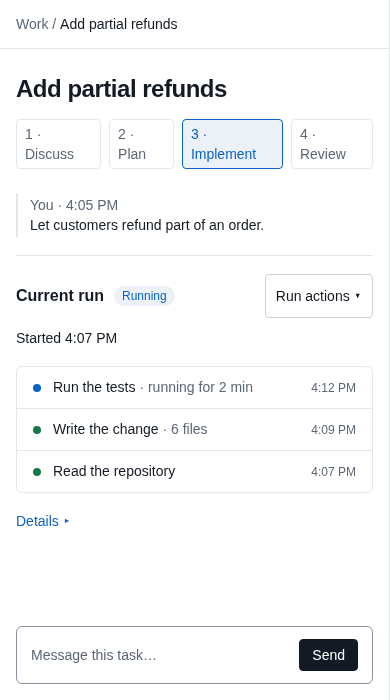 Work / Add partial refunds
Add partial refunds
1 ·
Discuss
2 ·
Plan
3 ·
Implement
4 ·
Review
You · 4:05 PM
Let customers refund part of an order.
Current run Running Run actions ▾
Started 4:07 PM
Run the tests · running for 2 min 4:12 PM
Write the change · 6 files 4:09 PM
Read the repository 4:07 PM
Details ▸
Message this task… Send